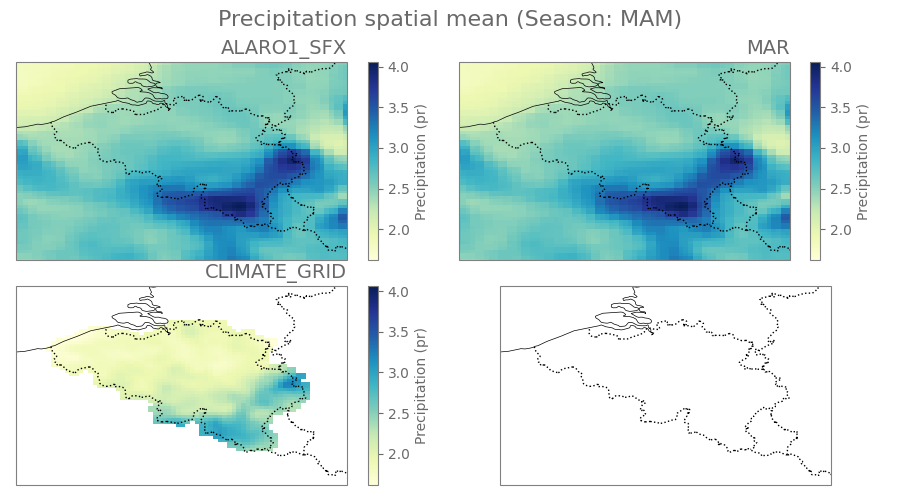 Precipitation spatial mean (Season: MAM)
ALARO1_SFX
4.0
3.5
3.0
2.5
2.0
Precipitation (pr)
MAR
4.0
3.5
3.0
2.5
2.0
Precipitation (pr)
CLIMATE_GRID
4.0
3.5
3.0
2.5
2.0
Precipitation (pr)